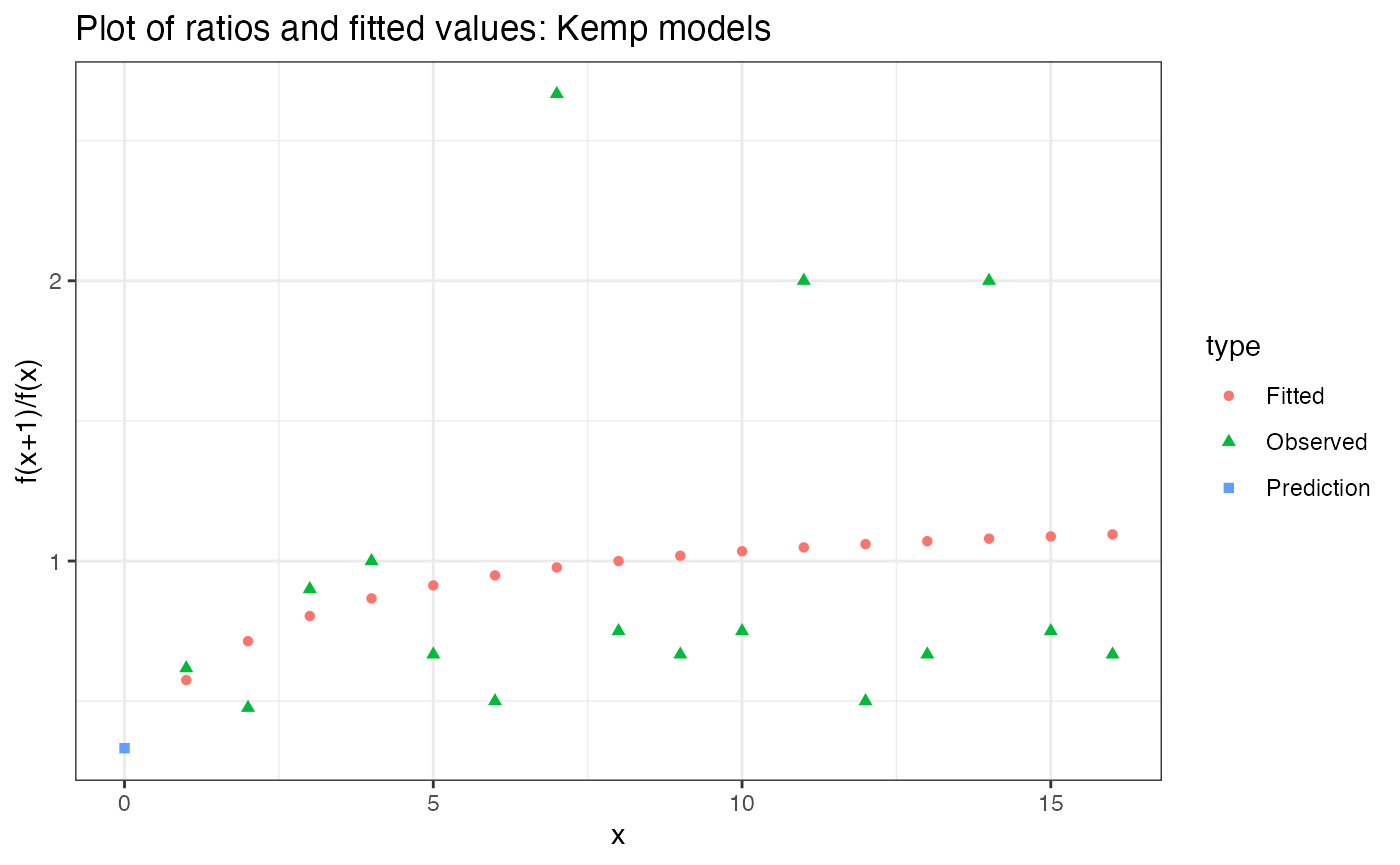 Plot of ratios and fitted values: Kemp models
f(x+1)/f(x)
2
1
0
5
10
15
x
type
Fitted
Observed
Prediction